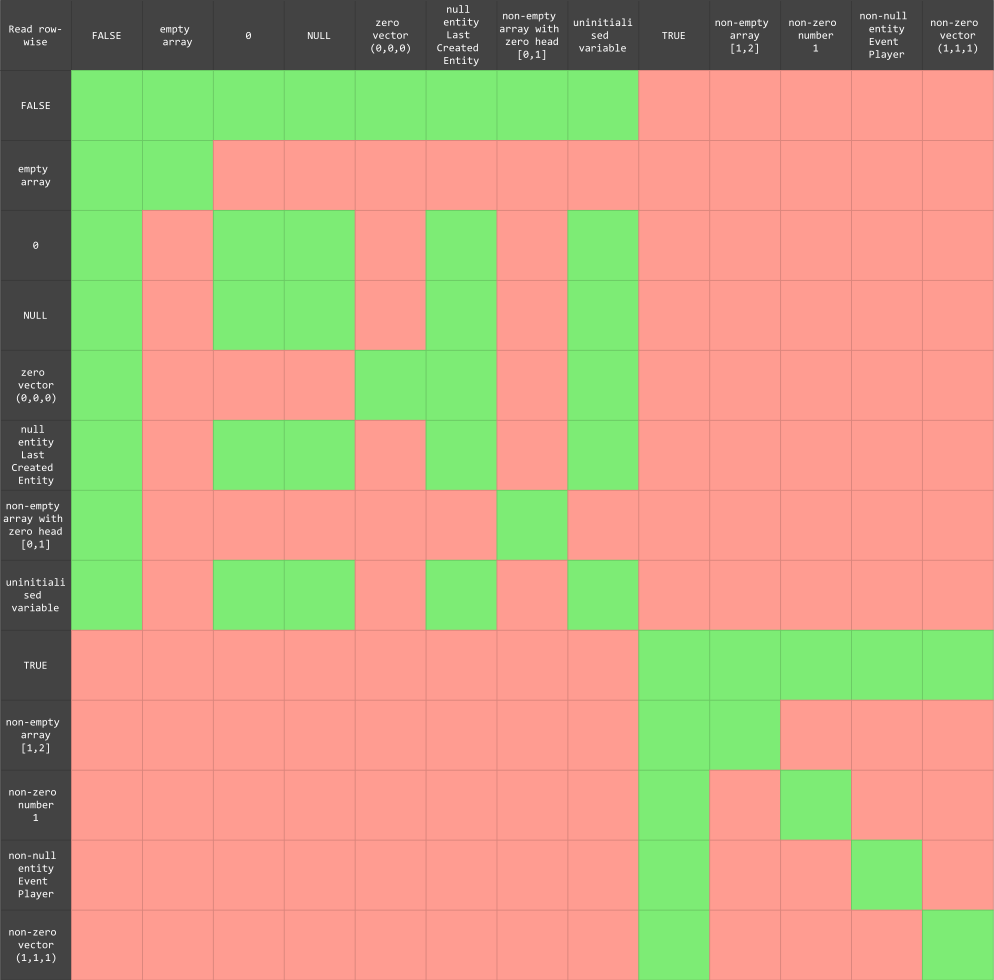 Read row-
wise
FALSE
empty
array
0
NULL
zero
vector
(0,0,0)
null
entity
Last
Created
Entity
non-empty
array with
zero head
[0,1]
uninitiali
sed
variable
TRUE
non-empty
array
[1,2]
non-zero
number
1
non-null
entity
Event
Player
non-zero
vector
(1,1,1)
FALSE
empty
array
0
NULL
zero
vector
(0,0,0)
null
entity
Last
Created
Entity
non-empty
array with
zero head
[0,1]
uninitiali
sed
variable
TRUE
non-empty
array
[1,2]
non-zero
number
1
non-null
entity
Event
Player
non-zero
vector
(1,1,1)